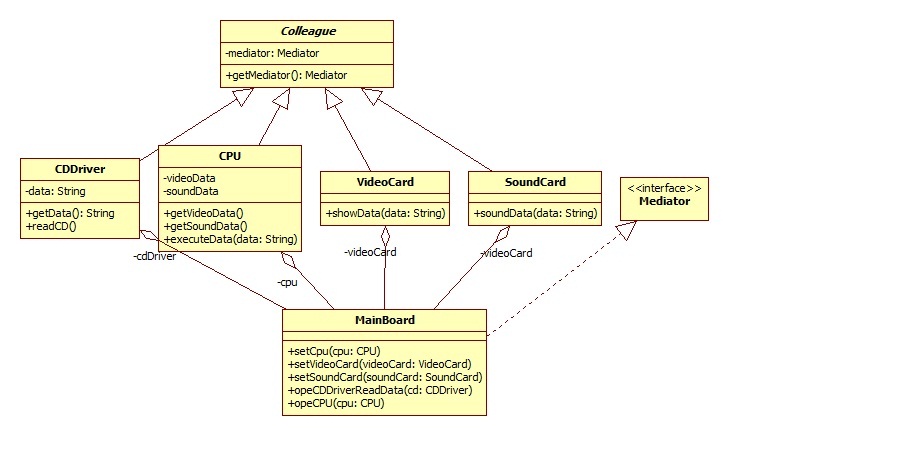 Colleague
-mediator: Mediator
+getMediator(): Mediator
CDDriver
-data: String
+getData(): String
+readCD()
CPU
-videoData
-soundData
+getVideoData()
+getSoundData()
+executeData(data: String)
VideoCard
+showData(data: String)
SoundCard
+soundData(data: String)
<<interface>>
Mediator
-cdDriver
-cpu
-videoCard
-videoCard
MainBoard
+setCpu(cpu: CPU)
+setVideoCard(videoCard: VideoCard)
+setSoundCard(soundCard: SoundCard)
+opeCDDriverReadData(cd: CDDriver)
+opeCPU(cpu: CPU)